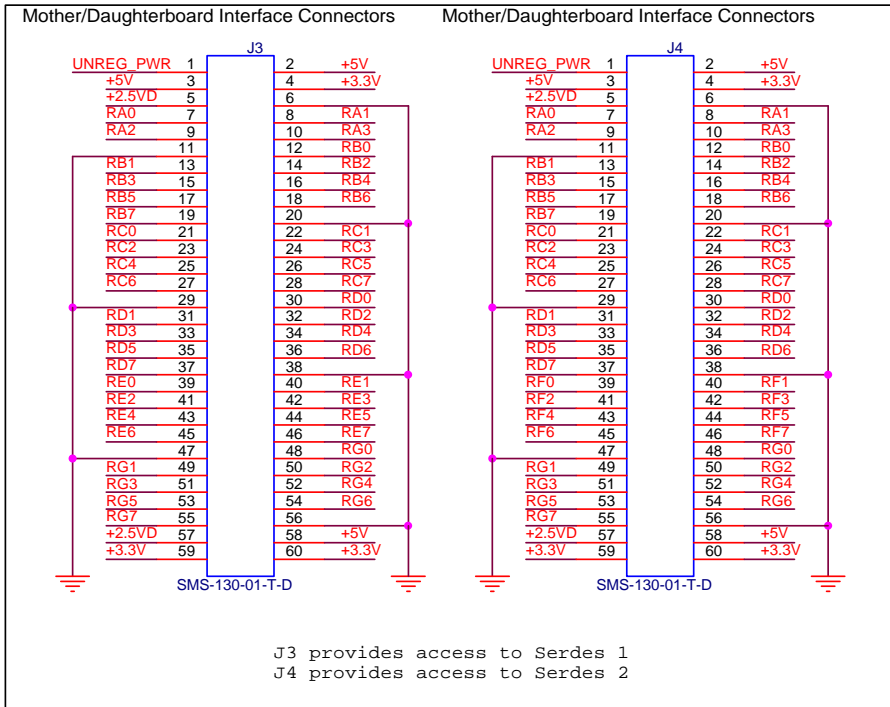 Mother/Daughterboard Interface Connectors Mother/Daughterboard Interface Connectors
J3
UNREG_PWR 1 2 +5V
+5V 3 4 +3.3V
+2.5VD 5 6
RA0 7 8 RA1
RA2 9 10 RA3
11 12 RB0
RB1 13 14 RB2
RB3 15 16 RB4
RB5 17 18 RB6
RB7 19 20
RC0 21 22 RC1
RC2 23 24 RC3
RC4 25 26 RC5
RC6 27 28 RC7
29 30 RD0
RD1 31 32 RD2
RD3 33 34 RD4
RD5 35 36 RD6
RD7 37 38
RE0 39 40 RE1
RE2 41 42 RE3
RE4 43 44 RE5
RE6 45 46 RE7
47 48 RG0
RG1 49 50 RG2
RG3 51 52 RG4
RG5 53 54 RG6
RG7 55 56
+2.5VD 57 58 +5V
+3.3V 59 60 +3.3V
SMS-130-01-T-D
J4
UNREG_PWR 1 2 +5V
+5V 3 4 +3.3V
+2.5VD 5 6
RA0 7 8 RA1
RA2 9 10 RA3
11 12 RB0
RB1 13 14 RB2
RB3 15 16 RB4
RB5 17 18 RB6
RB7 19 20
RC0 21 22 RC1
RC2 23 24 RC3
RC4 25 26 RC5
RC6 27 28 RC7
29 30 RD0
RD1 31 32 RD2
RD3 33 34 RD4
RD5 35 36 RD6
RD7 37 38
RF0 39 40 RF1
RF2 41 42 RF3
RF4 43 44 RF5
RF6 45 46 RF7
47 48 RG0
RG1 49 50 RG2
RG3 51 52 RG4
RG5 53 54 RG6
RG7 55 56
+2.5VD 57 58 +5V
+3.3V 59 60 +3.3V
SMS-130-01-T-D
J3 provides access to Serdes 1
J4 provides access to Serdes 2